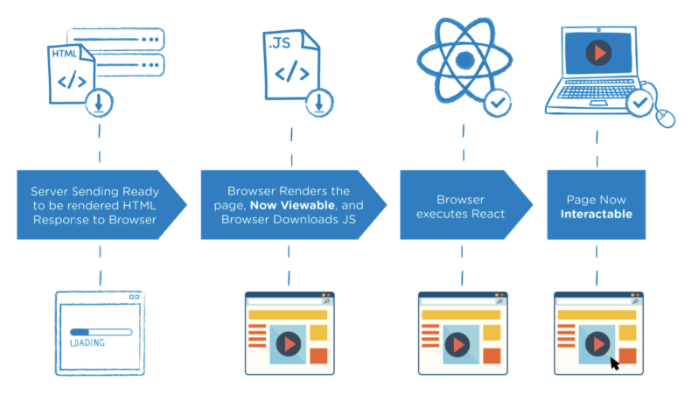 HTML
</>
.JS
</>
Server Sending Ready
to be rendered HTML
Response to Browser
Browser Renders the
page, Now Viewable, and
Browser Downloads JS
Browser
executes React
Page Now
Interactable
LOADING